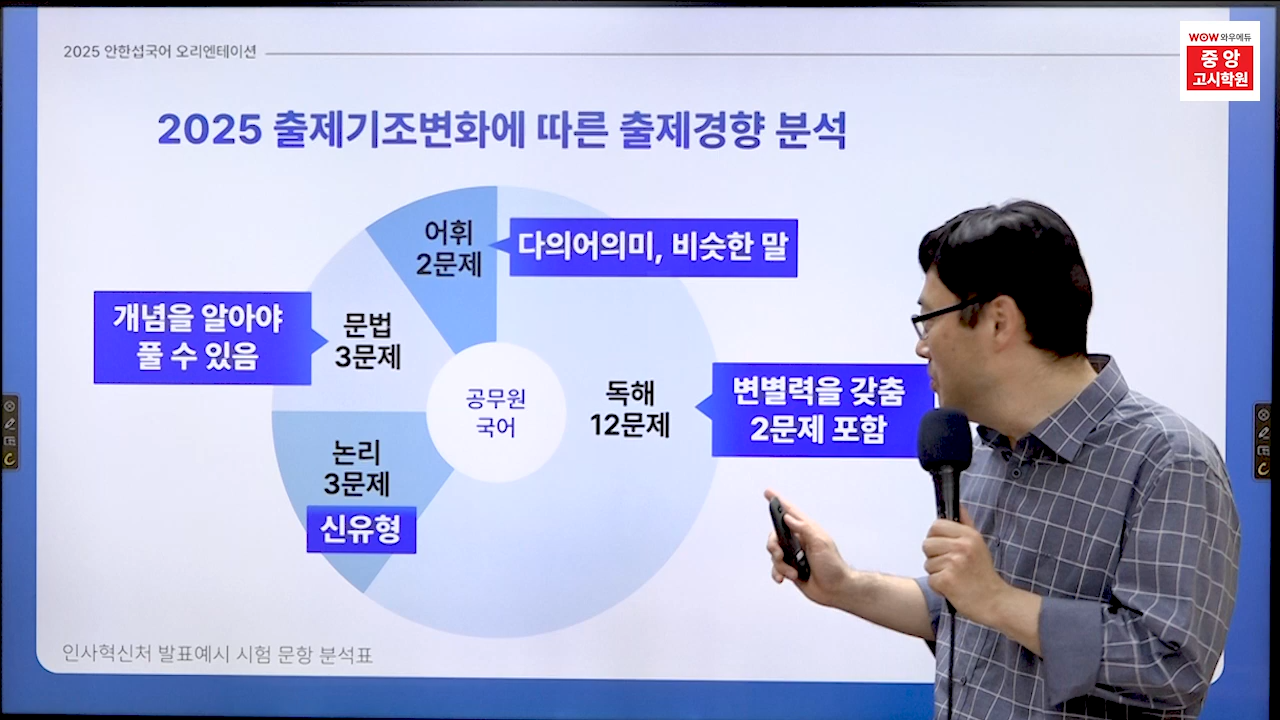 2025 안한섭국어 오리엔테이션
WOW 와우에듀
중앙
고시학원
2025 출제기조변화에 따른 출제경향 분석
어휘
2문제
다의어의미, 비슷한 말
개념을 알아야
풀 수 있음
문법
3문제
공무원
국어
독해
12문제
변별력을 갖춤
2문제 포함
논리
3문제
신유형
인사혁신처 발표예시 시험 문항 분석표